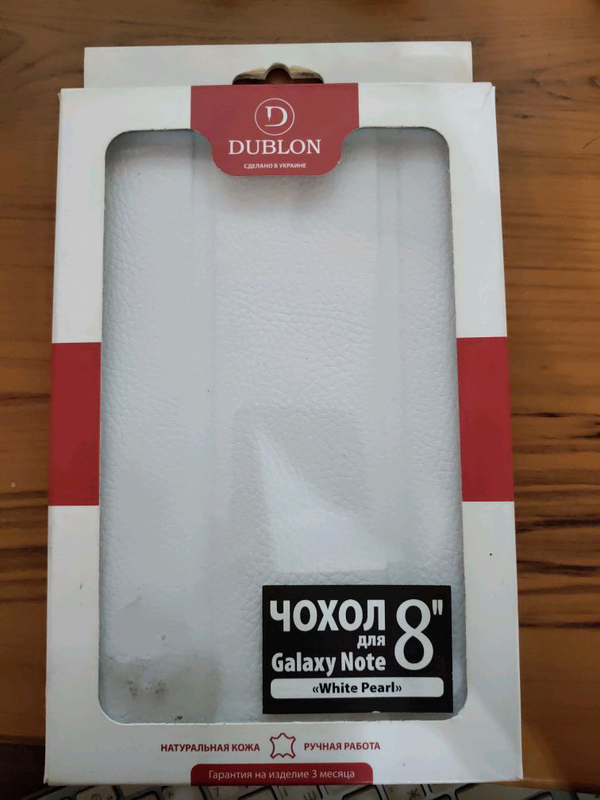 D
DUBLON
СДЕЛАНО В УКРАИНЕ
ЧОХОЛ
для
Galaxy Note
8"
«White Pearl»
НАТУРАЛЬНАЯ КОЖА
РУЧНАЯ РАБОТА
Гарантия на изделие 3 месяца